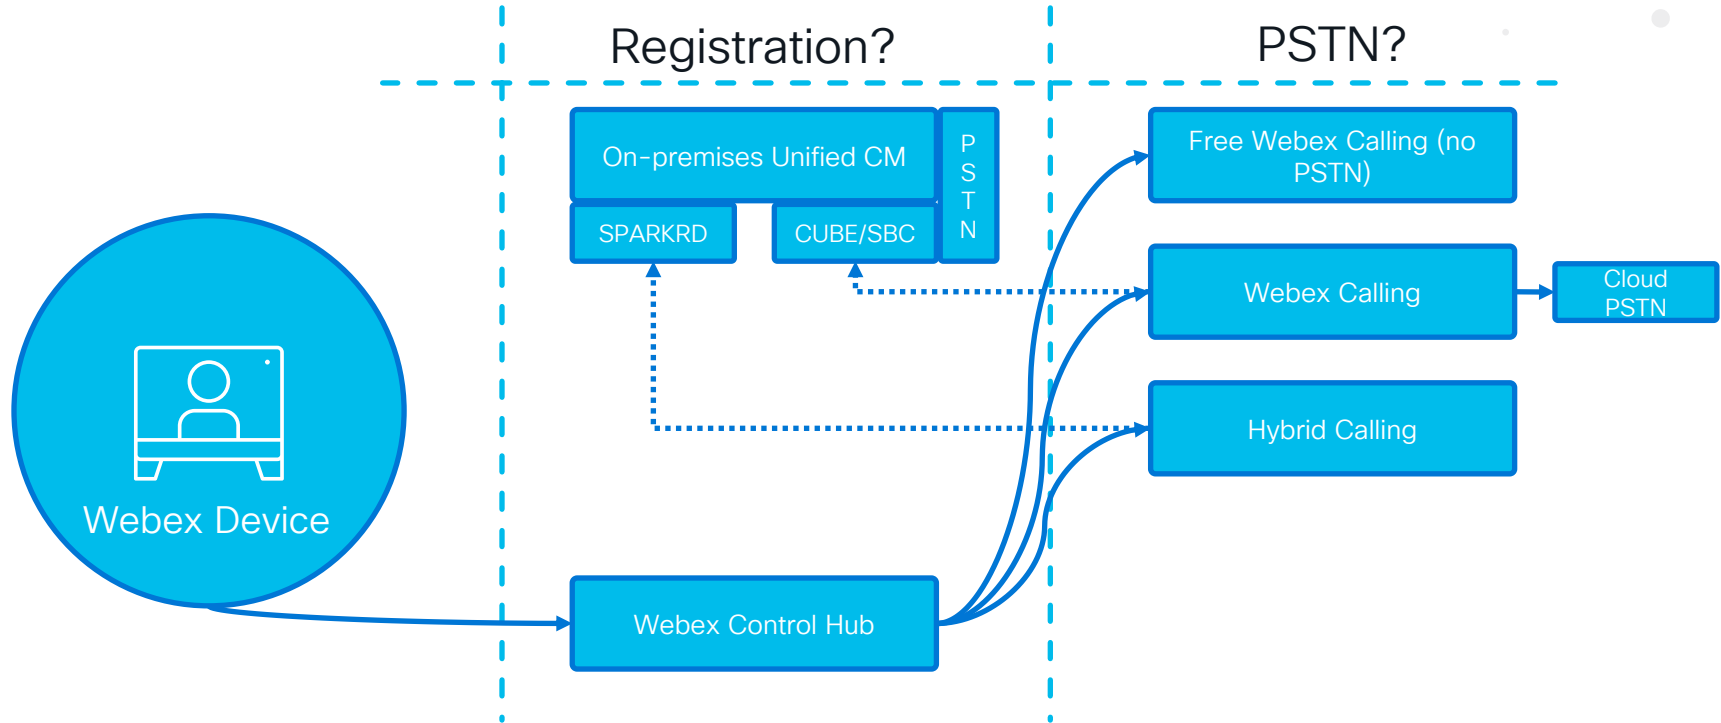 Registration?
PSTN?
On-premises Unified CM
P
S
T
N
SPARKRD
CUBE/SBC
Free Webex Calling (no
PSTN)
Webex Calling
Cloud
PSTN
Hybrid Calling
Webex Device
Webex Control Hub